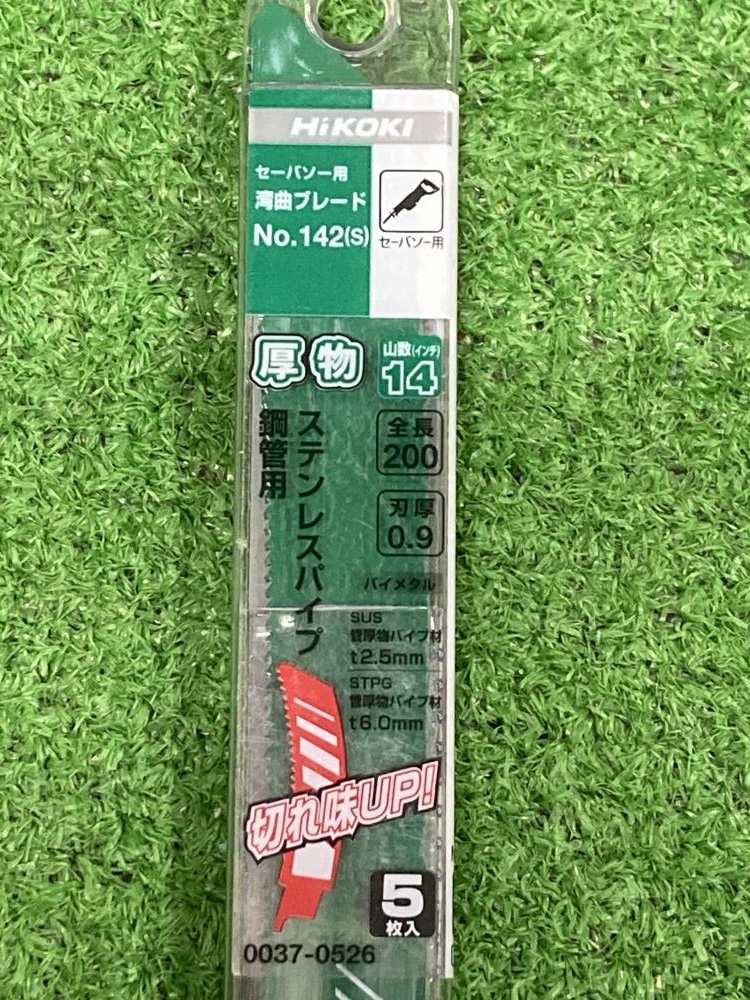 HiKOKI
セーバソー用
湾曲ブレード
No.142(S)
セーバソー用
厚物
山数(インチ)
14
ステンレスパイプ
鋼管用
全長
200
刃厚
0.9
バイメタル
SUS
管厚物パイプ材
t2.5mm
STPG
管厚物パイプ材
t6.0mm
切れ味UP!
5
枚入
0037-0526